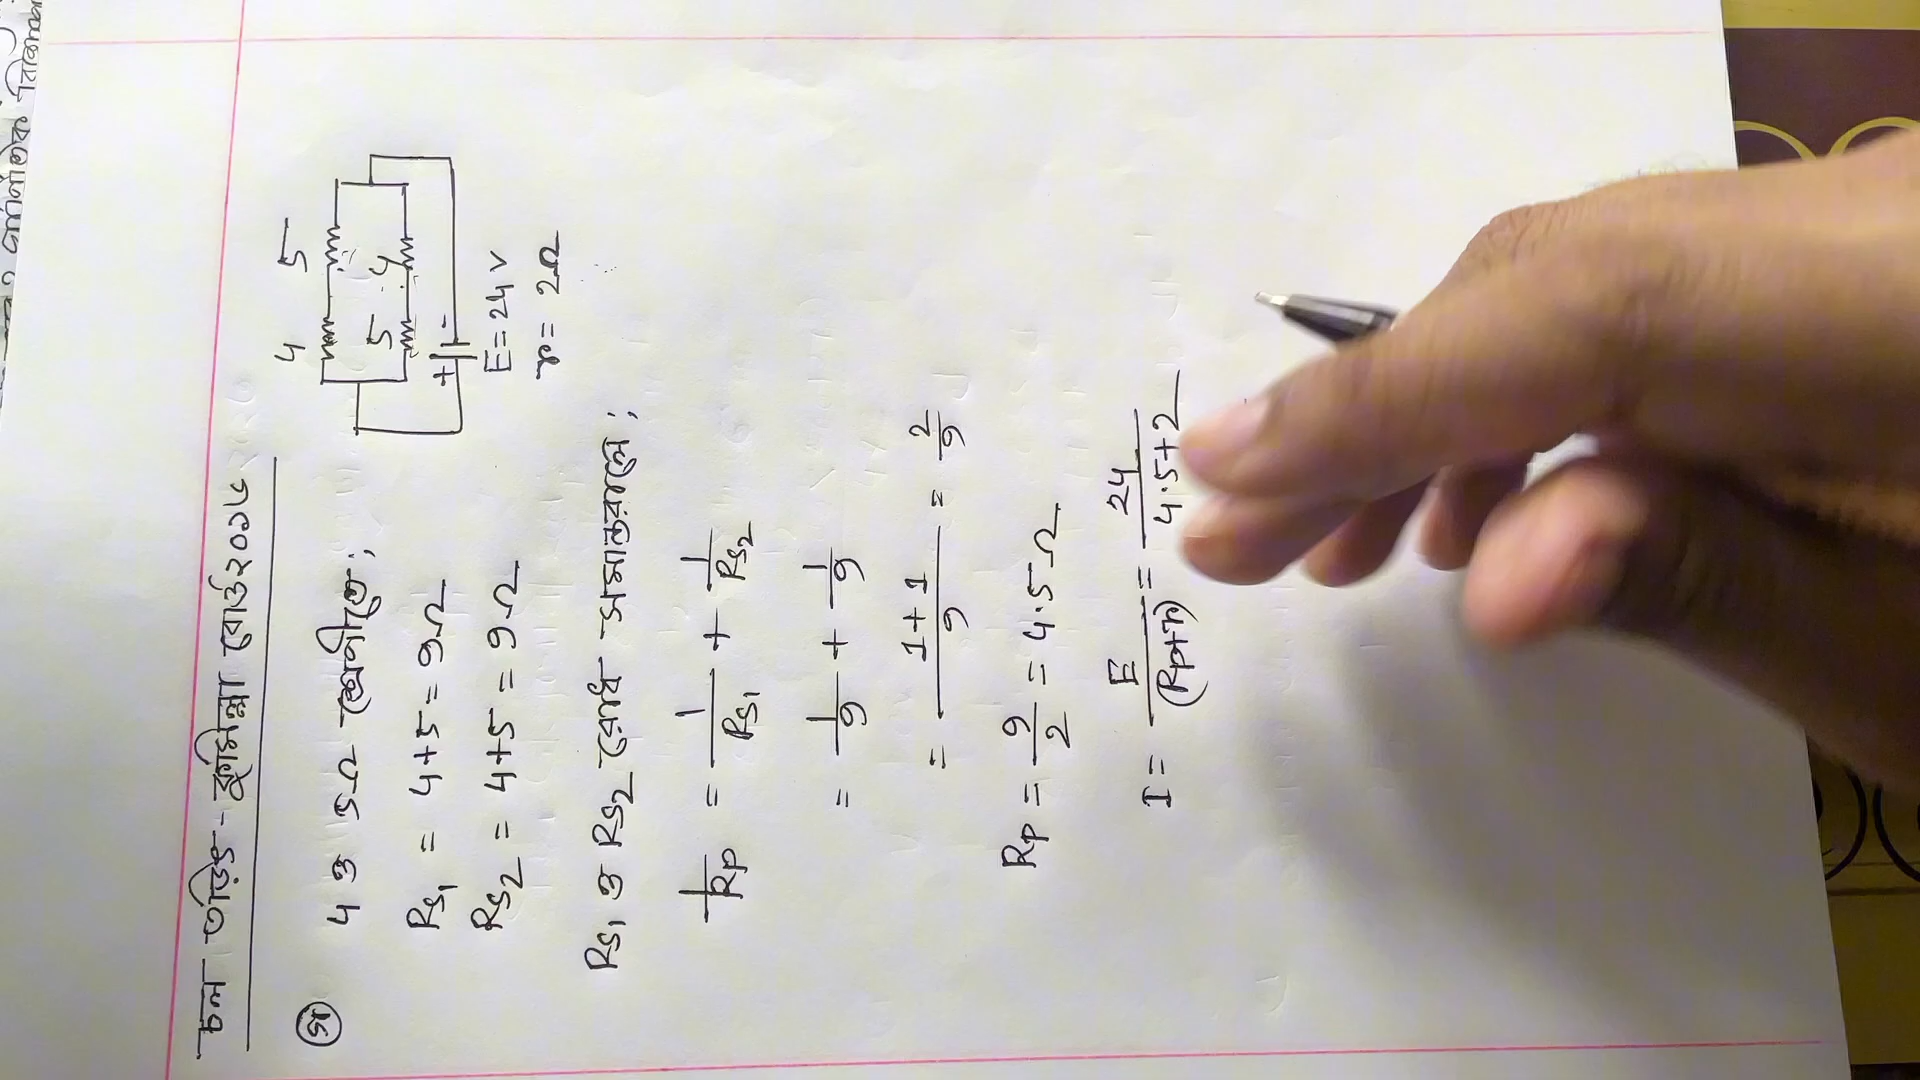 চল তড়িৎ - কুমিল্লা বোর্ড ২০১৬
গ
4 ও 5Ω শ্রেণীতে;
4 5
5 4
+ -
E = 24 V
r = 2Ω
RS1 = 4+5 = 9Ω
RS2 = 4+5 = 9Ω
RS1 ও RS2 রোধ সমান্তরালে;
1/RP = 1/RS1 + 1/RS2
= 1/9 + 1/9
= 1+1/9 = 2/9
RP = 9/2 = 4.5Ω
I = E/(RP+r) = 24/4.5+2